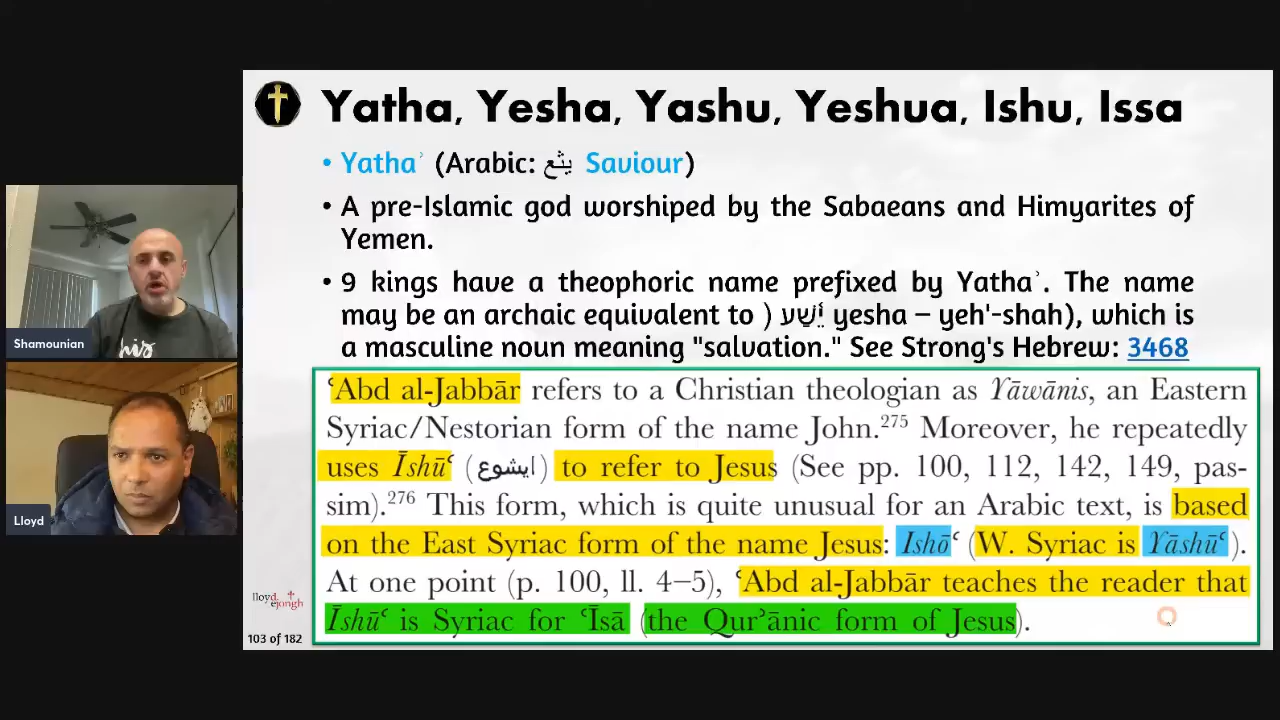 Yatha, Yesha, Yashu, Yeshua, Ishu, Issa
• Yathaʾ (Arabic: يثع Saviour)
• A pre-Islamic god worshiped by the Sabaeans and Himyarites of
Yemen.
• 9 kings have a theophoric name prefixed by Yathaʾ. The name
may be an archaic equivalent to ) יֵשַׁע yesha – yeh'-shah), which is
a masculine noun meaning "salvation." See Strong's Hebrew: 3468
ʿAbd al-Jabbār refers to a Christian theologian as Yāwānis, an Eastern
Syriac/Nestorian form of the name John.275 Moreover, he repeatedly
uses Īshūʿ (ايشوع) to refer to Jesus (See pp. 100, 112, 142, 149, pas-
sim).276 This form, which is quite unusual for an Arabic text, is based
on the East Syriac form of the name Jesus: Ishōʿ (W. Syriac is Yāshūʿ).
At one point (p. 100, ll. 4–5), ʿAbd al-Jabbār teaches the reader that
Īshūʿ is Syriac for ʿĪsā (the Qurʾānic form of Jesus).
Shamounian
Lloyd
his
lloyd
ejongh
103 of 182